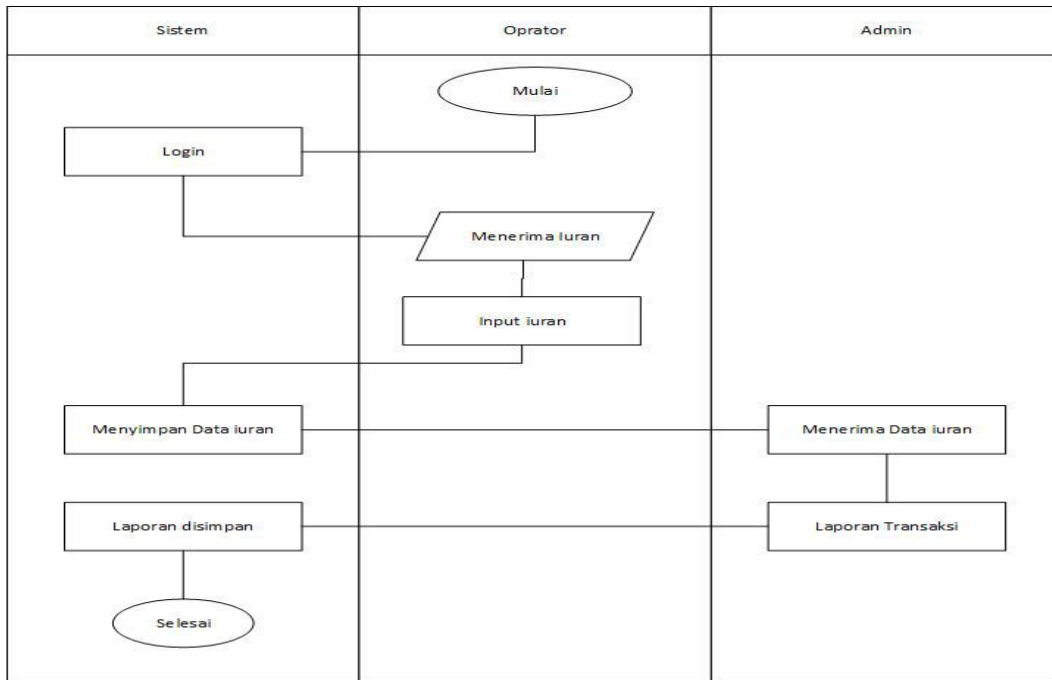 Sistem
Oprator
Admin
Mulai
Login
Menerima Iuran
Input iuran
Menyimpan Data iuran
Menerima Data iuran
Laporan disimpan
Laporan Transaksi
Selesai